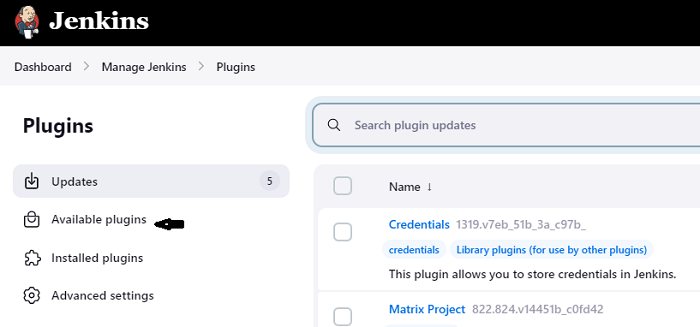 Jenkins
Dashboard > Manage Jenkins > Plugins
Plugins
Updates 5
Available plugins
Installed plugins
Advanced settings
Search plugin updates
Name ↓
Credentials 1319.v7eb_51b_3a_c97b_
credentials Library plugins (for use by other plugins)
This plugin allows you to store credentials in Jenkins.
Matrix Project 822.824.v14451b_c0fd42